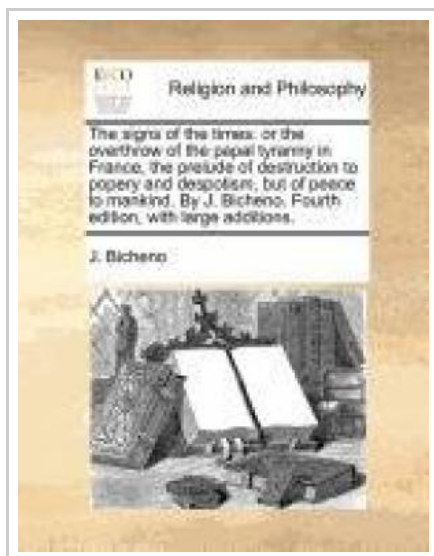 ECCO
Religion and Philosophy
The signs of the times: or the
overthrow of the papal tyranny in
France, the prelude of destruction to
popery and despotism, but of peace
to mankind. By J. Bicheno. Fourth
edition, with large additions.
J. Bicheno